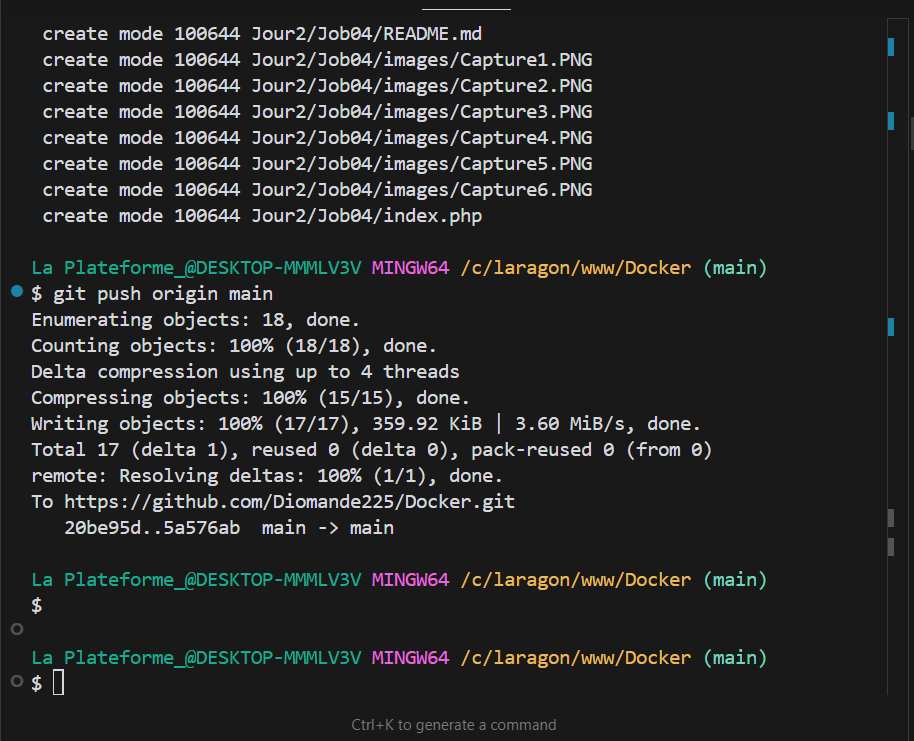 create mode 100644 Jour2/Job04/README.md
create mode 100644 Jour2/Job04/images/Capture1.PNG
create mode 100644 Jour2/Job04/images/Capture2.PNG
create mode 100644 Jour2/Job04/images/Capture3.PNG
create mode 100644 Jour2/Job04/images/Capture4.PNG
create mode 100644 Jour2/Job04/images/Capture5.PNG
create mode 100644 Jour2/Job04/images/Capture6.PNG
create mode 100644 Jour2/Job04/index.php
La Plateforme_@DESKTOP-MMMLV3V MINGW64 /c/laragon/www/Docker (main)
$ git push origin main
Enumerating objects: 18, done.
Counting objects: 100% (18/18), done.
Delta compression using up to 4 threads
Compressing objects: 100% (15/15), done.
Writing objects: 100% (17/17), 359.92 KiB | 3.60 MiB/s, done.
Total 17 (delta 1), reused 0 (delta 0), pack-reused 0 (from 0)
remote: Resolving deltas: 100% (1/1), done.
To https://github.com/Diomande225/Docker.git
20be95d..5a576ab  main -> main
La Plateforme_@DESKTOP-MMMLV3V MINGW64 /c/laragon/www/Docker (main)
$
La Plateforme_@DESKTOP-MMMLV3V MINGW64 /c/laragon/www/Docker (main)
$
Ctrl+K to generate a command